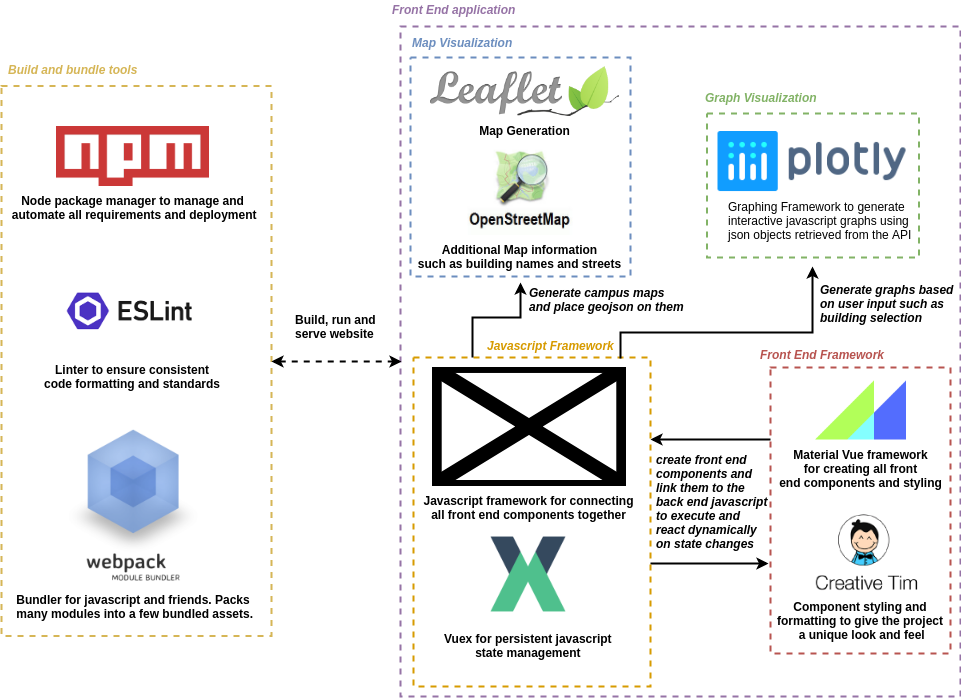 Front End application
Build and bundle tools
npm
Node package manager to manage and
automate all requirements and deployment
ESLint
Linter to ensure consistent
code formatting and standards
webpack
MODULE BUNDLER
Bundler for javascript and friends. Packs
many modules into a few bundled assets.
Build, run and
serve website
Map Visualization
Leaflet
Map Generation
OpenStreetMap
Additional Map information
such as building names and streets
Graph Visualization
plotly
Graphing Framework to generate
interactive javascript graphs using
json objects retrieved from the API
Generate campus maps
and place geojson on them
Generate graphs based
on user input such as
building selection
Javascript Framework
Javascript framework for connecting
all front end components together
Vuex for persistent javascript
state management
create front end
components and
link them to the
back end javascript
to execute and
react dynamically
on state changes
Front End Framework
Material Vue framework
for creating all front
end components and styling
Creative Tim
Component styling and
formatting to give the project
a unique look and feel